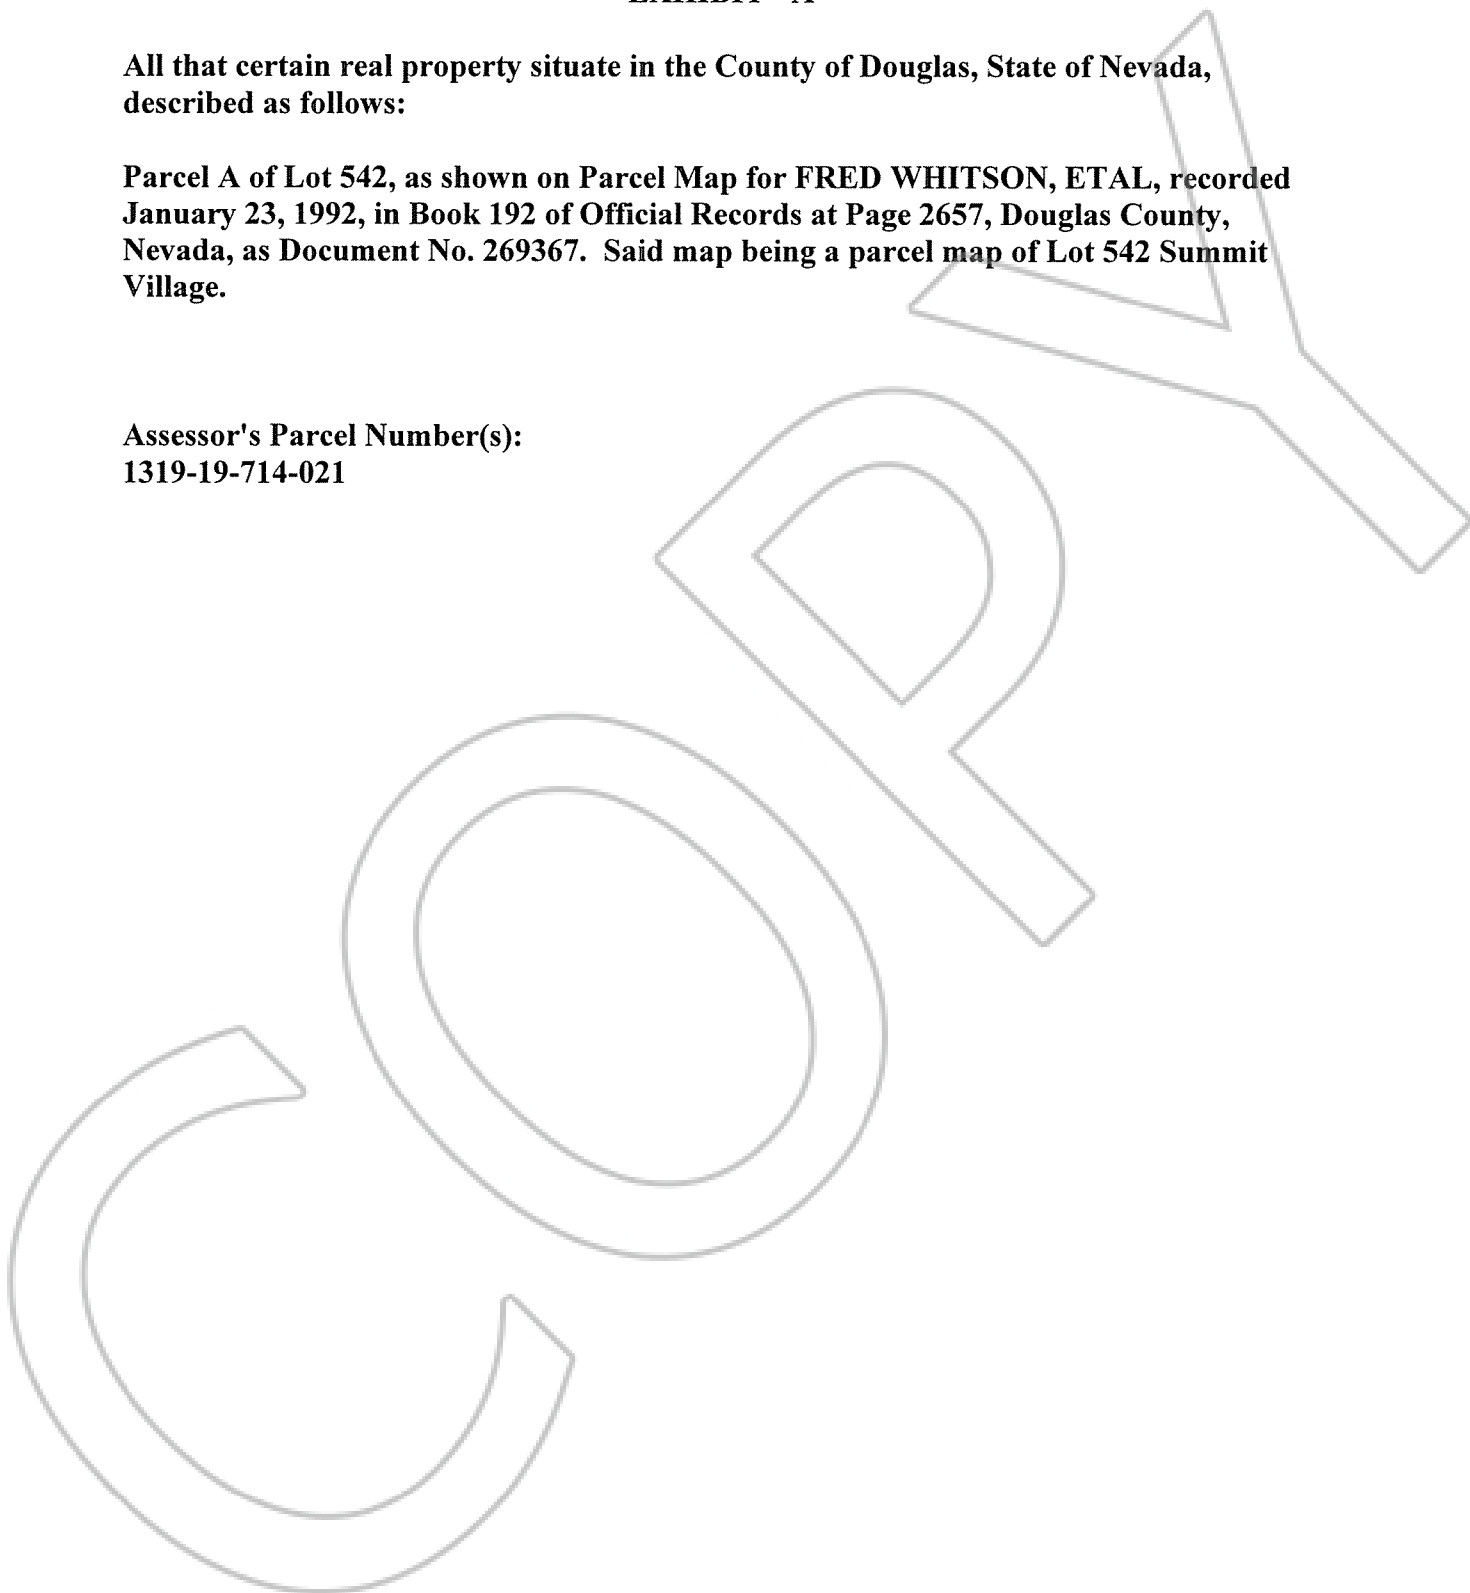 All that certain real property situate in the County of Douglas, State of Nevada,
described as follows:
Parcel A of Lot 542, as shown on Parcel Map for FRED WHITSON, ETAL, recorded
January 23, 1992, in Book 192 of Official Records at Page 2657, Douglas County,
Nevada, as Document No. 269367.  Said map being a parcel map of Lot 542 Summit
Village.
Assessor's Parcel Number(s):
1319-19-714-021
COPY